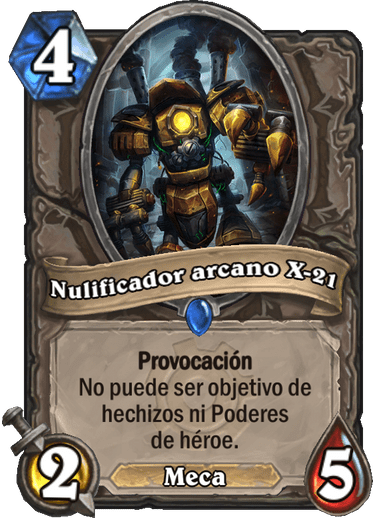 4
Nulificador arcano X-21
Provocación
No puede ser objetivo de
hechizos ni Poderes
de héroe.
2
Meca
5